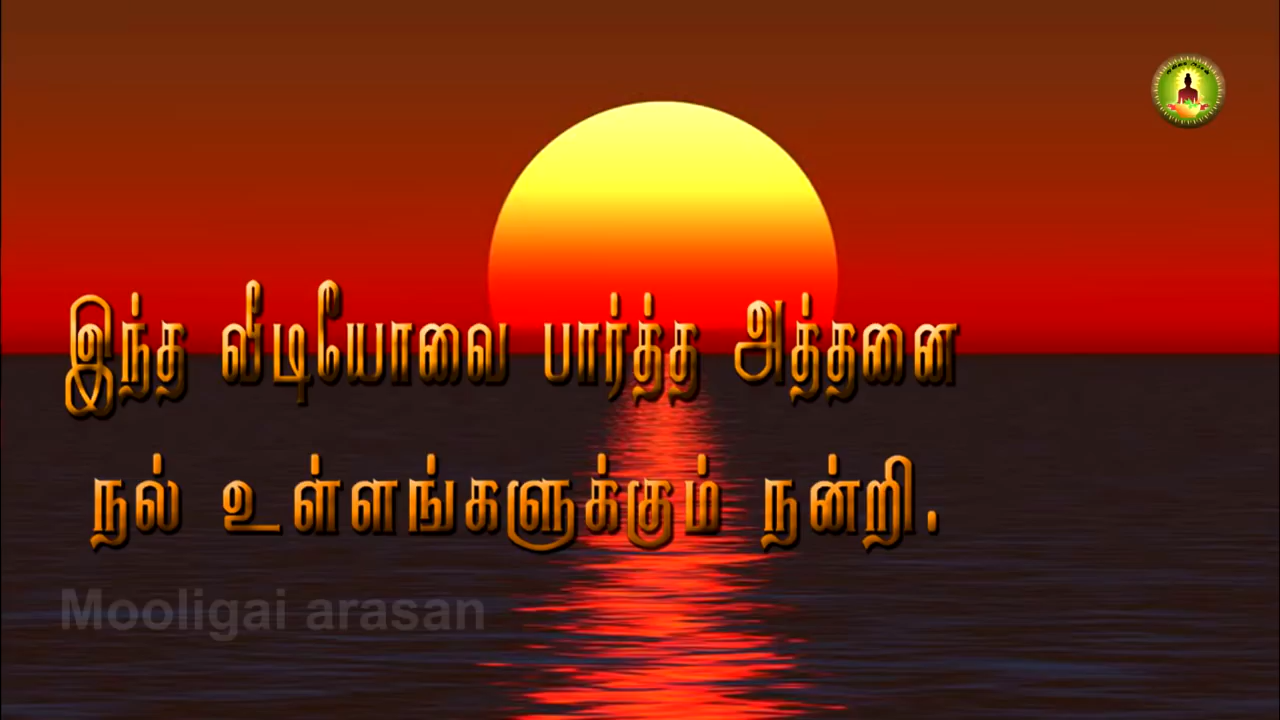 இந்த வீடியோவை பார்த்த அத்தனை
நல் உள்ளங்களுக்கும் நன்றி.
Mooligai arasan